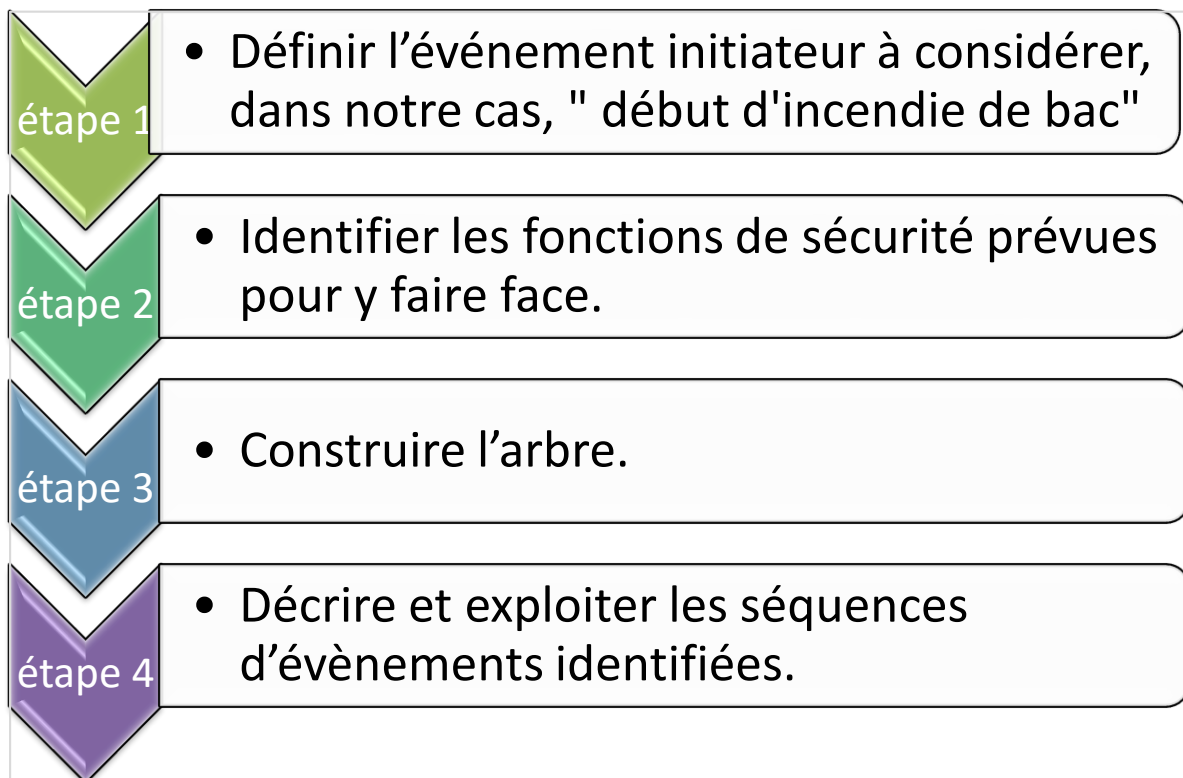 étape 1
• Définir l’événement initiateur à considérer,
dans notre cas, " début d'incendie de bac"
étape 2
• Identifier les fonctions de sécurité prévues
pour y faire face.
étape 3
• Construire l’arbre.
étape 4
• Décrire et exploiter les séquences
d’évènements identifiées.